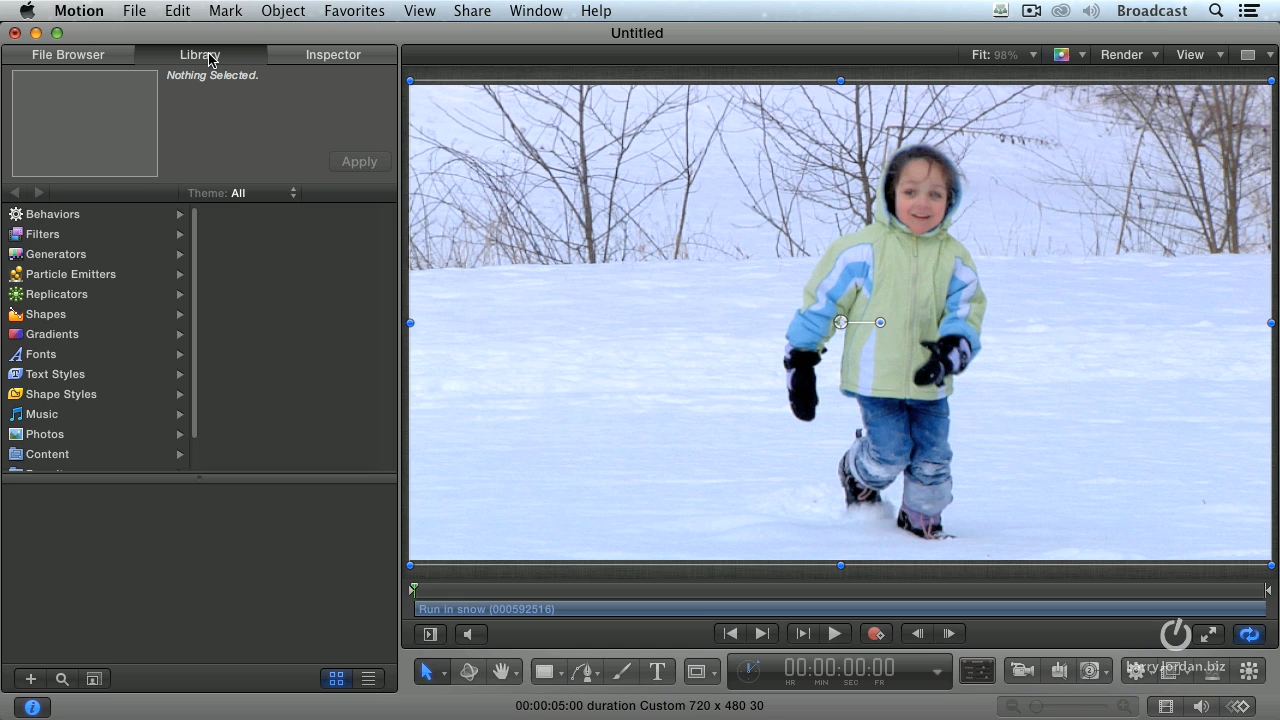 Motion File Edit Mark Object Favorites View Share Window Help Broadcast
Untitled
File Browser Library Inspector Fit: 98% Render View
Nothing Selected.
Apply
Theme: All
Behaviors
Filters
Generators
Particle Emitters
Replicators
Shapes
Gradients
Fonts
Text Styles
Shape Styles
Music
Photos
Content
Run in snow (000592516)
T 00:00:00:00
HR MIN SEC FR
larryjordan.biz
00:00:05:00 duration Custom 720 x 480 30